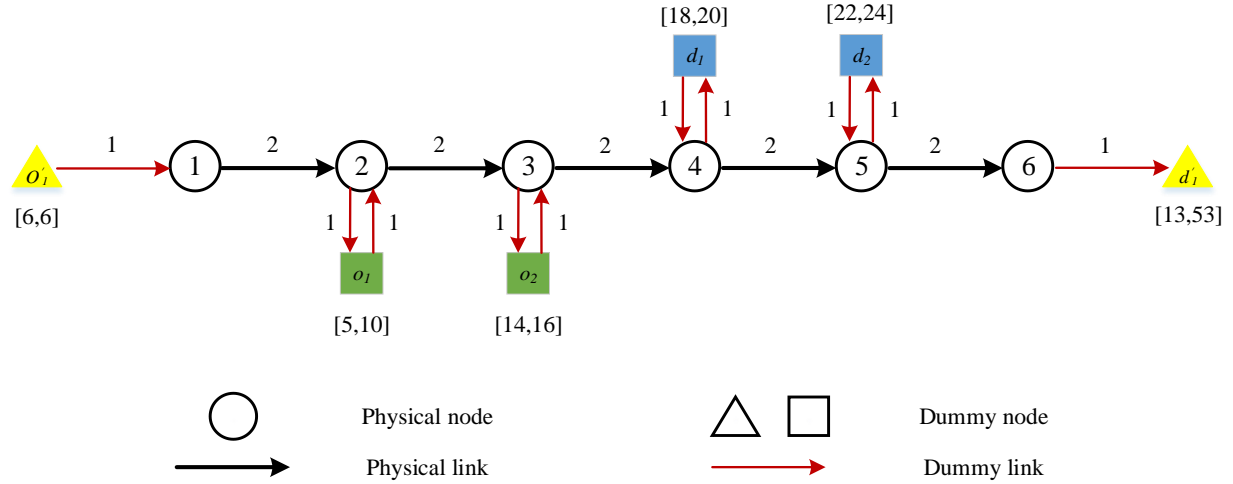 [18,20] [22,24]
d1 d2
1 1 1 1
1 2 2 2 2 2 1
O'1 1 2 3 4 5 6 d'1
[6,6] [13,53]
1 1 1 1
o1 o2
[5,10] [14,16]
Physical node Dummy node
Physical link Dummy link